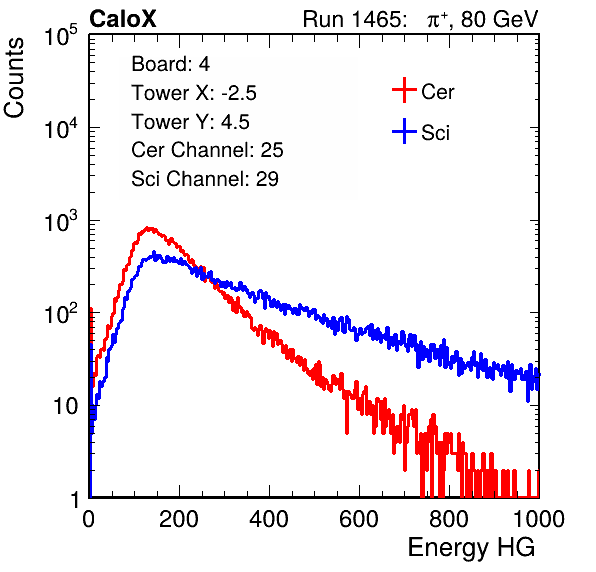 CaloX Run 1465: π⁺, 80 GeV
Counts
Board: 4
Tower X: -2.5
Tower Y: 4.5
Cer Channel: 25
Sci Channel: 29
Cer
Sci
10⁵
10⁴
10³
10²
10
1
0 200 400 600 800 1000
Energy HG